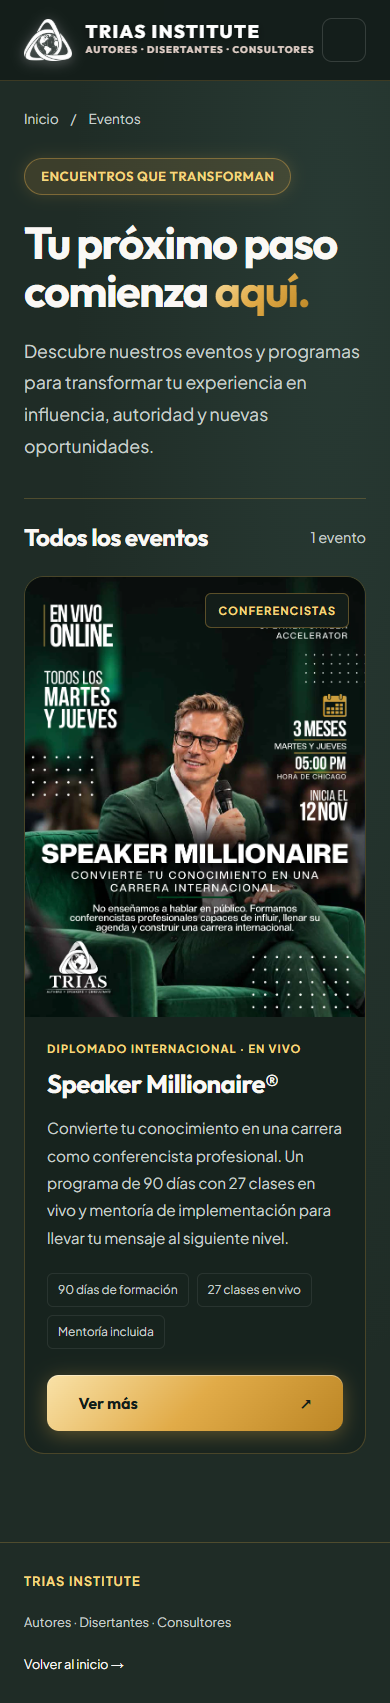 TRIAS INSTITUTE
AUTORES · DISERTANTES · CONSULTORES
Inicio / Eventos
ENCUENTROS QUE TRANSFORMAN
Tu próximo paso
comienza aquí.
Descubre nuestros eventos y programas
para transformar tu experiencia en
influencia, autoridad y nuevas
oportunidades.
Todos los eventos
1 evento
CONFERENCISTAS
ACCELERATOR
EN VIVO
ONLINE
TODOS LOS
MARTES
Y JUEVES
3 MESES
MARTES Y JUEVES
05:00 PM
HORA DE CHICAGO
INICIA EL
12 NOV
SPEAKER MILLIONAIRE
CONVIERTE TU CONOCIMIENTO EN UNA
CARRERA INTERNACIONAL.
No enseñamos a hablar en público. Formamos
conferencistas profesionales capaces de influir, llenar su
agenda y construir una carrera internacional.
TRIAS
DIPLOMADO INTERNACIONAL · EN VIVO
Speaker Millionaire®
Convierte tu conocimiento en una carrera
como conferencista profesional. Un
programa de 90 días con 27 clases en
vivo y mentoría de implementación para
llevar tu mensaje al siguiente nivel.
90 días de formación
27 clases en vivo
Mentoría incluida
Ver más ↗
TRIAS INSTITUTE
Autores · Disertantes · Consultores
Volver al inicio →